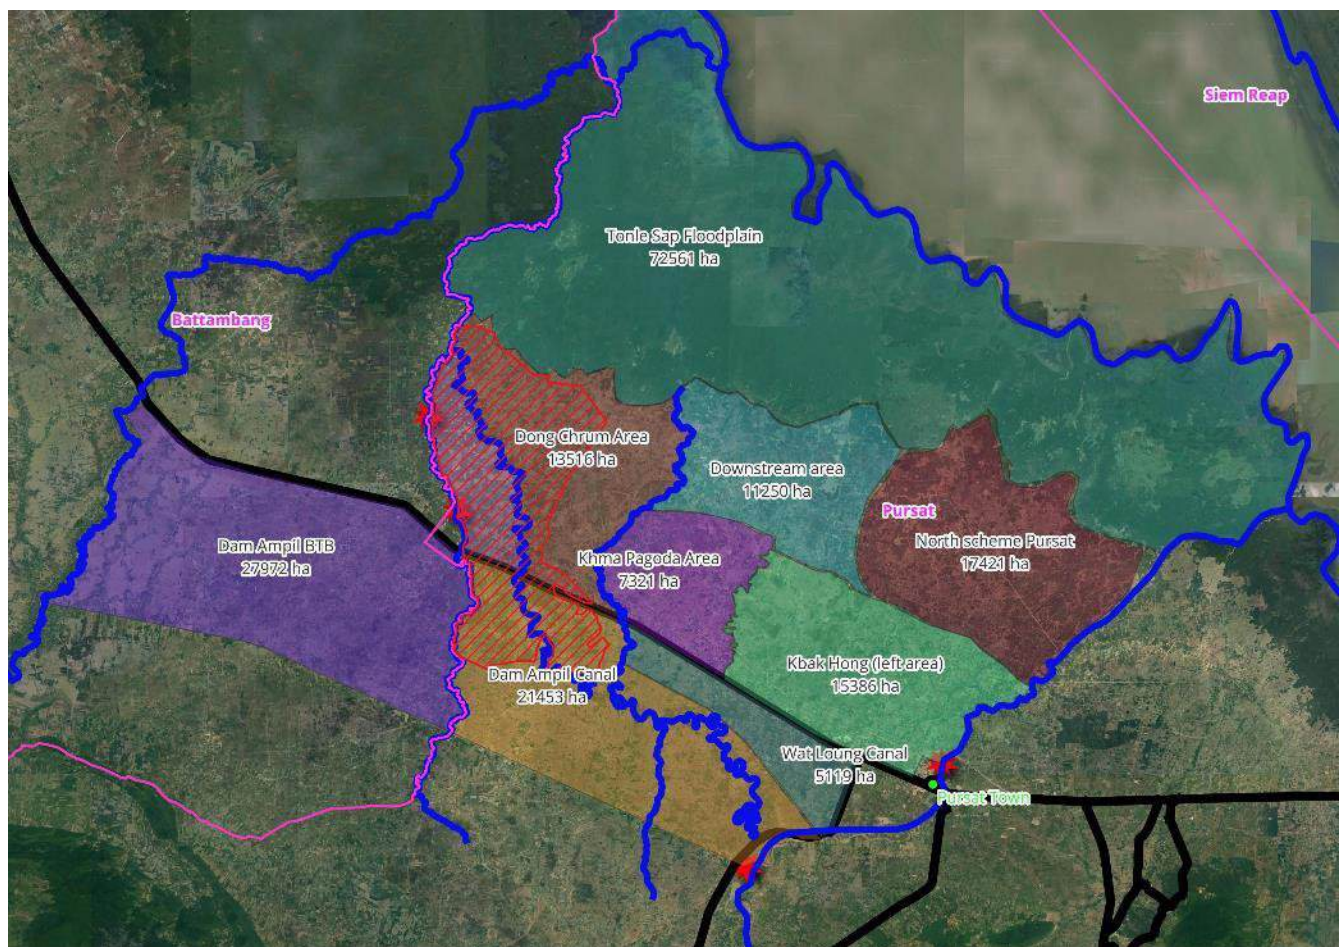 Siem Reap
Tonle Sap Floodplain
72561 ha
Battambang
Dong Chrum Area
13516 ha
Downstream area
11250 ha
Pursat
North scheme Pursat
17421 ha
Dam Ampil BTB
27972 ha
Khma Pagoda Area
7321 ha
Kbak Hong (left area)
15386 ha
Dam Ampil Canal
21453 ha
Wat Loung Canal
5119 ha
Pursat Town